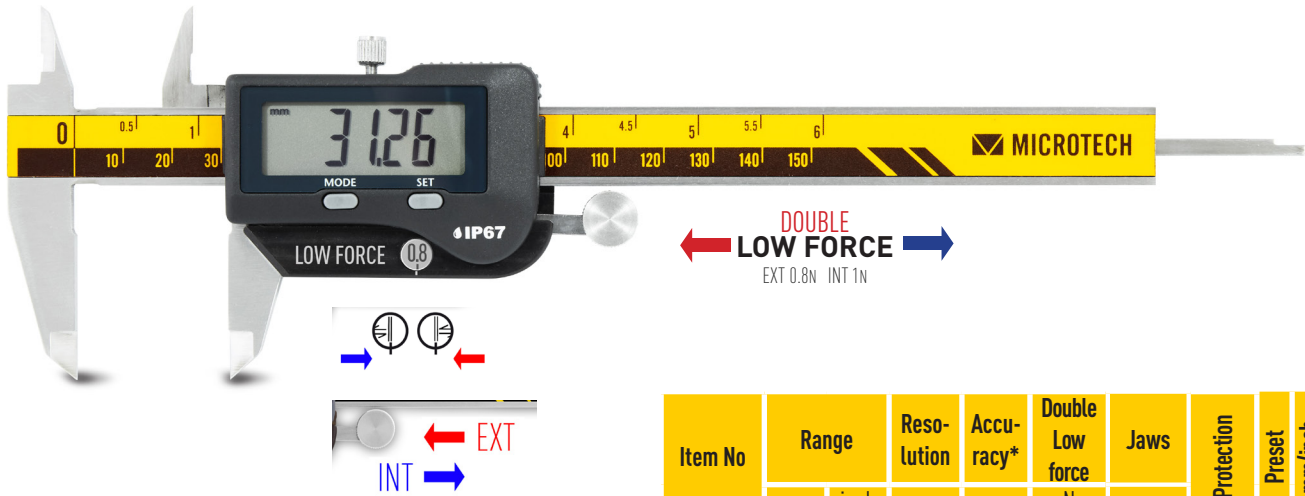 mm
31.26
MODE SET
IP67
LOW FORCE 0.8
0 0.5 1 4 4.5 5 5.5 6
10 20 30 110 120 130 140 150
MICROTECH
DOUBLE
LOW FORCE
EXT 0.8N INT 1N
EXT
INT
Item No
Range
Reso-
lution
Accu-
racy*
Double
Low
force
Jaws
Protection
Preset